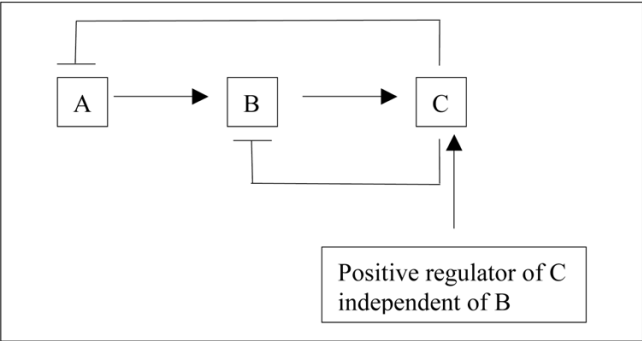 A
B
C
Positive regulator of C
independent of B